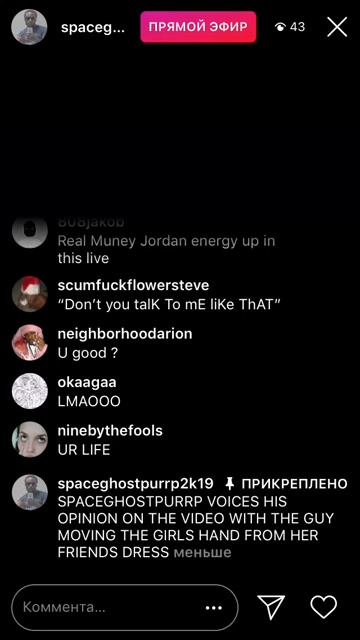 spaceg...
ПРЯМОЙ ЭФИР
43
808jakob
Real Muney Jordan energy up in
this live
scumfuckflowersteve
“Don’t you talK To mE liKe ThAT”
neighborhoodarion
U good ?
okaagaa
LMAOOO
ninebythefools
UR LIFE
spaceghostpurrp2k19 ПРИКРЕПЛЕНО
SPACEGHOSTPURRP VOICES HIS
OPINION ON THE VIDEO WITH THE GUY
MOVING THE GIRLS HAND FROM HER
FRIENDS DRESS меньше
Коммента...